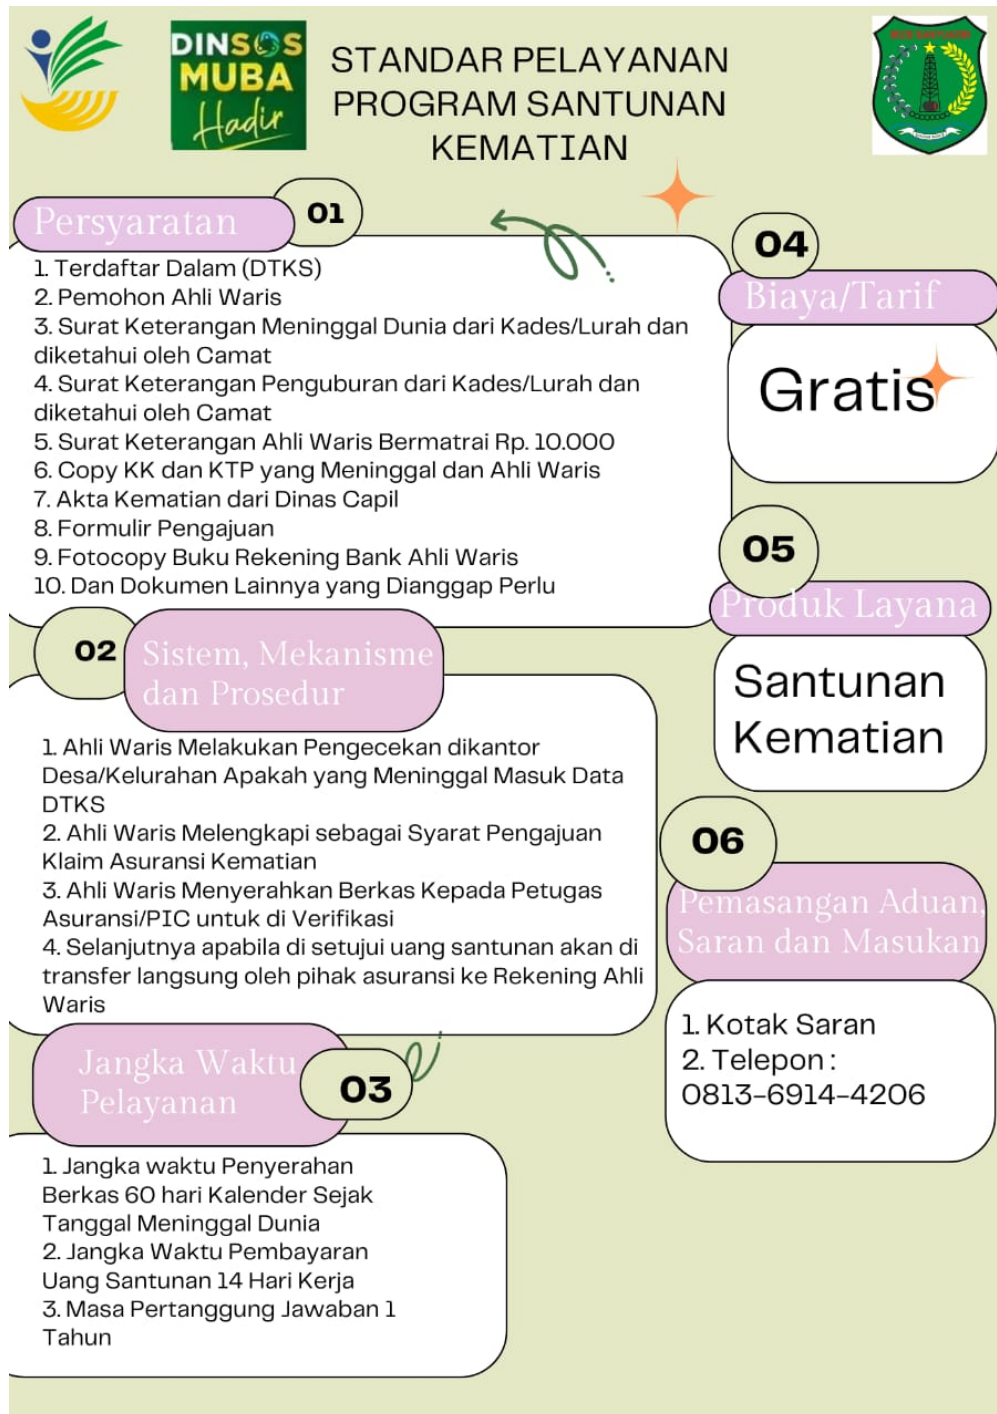 DINSOS
MUBA
Hadir
STANDAR PELAYANAN
PROGRAM SANTUNAN
KEMATIAN
Persyaratan
01
1. Terdaftar Dalam (DTKS)
2. Pemohon Ahli Waris
3. Surat Keterangan Meninggal Dunia dari Kades/Lurah dan
diketahui oleh Camat
4. Surat Keterangan Penguburan dari Kades/Lurah dan
diketahui oleh Camat
5. Surat Keterangan Ahli Waris Bermatrai Rp. 10.000
6. Copy KK dan KTP yang Meninggal dan Ahli Waris
7. Akta Kematian dari Dinas Capil
8. Formulir Pengajuan
9. Fotocopy Buku Rekening Bank Ahli Waris
10. Dan Dokumen Lainnya yang Dianggap Perlu
02
Sistem, Mekanisme
dan Prosedur
1. Ahli Waris Melakukan Pengecekan dikantor
Desa/Kelurahan Apakah yang Meninggal Masuk Data
DTKS
2. Ahli Waris Melengkapi sebagai Syarat Pengajuan
Klaim Asuransi Kematian
3. Ahli Waris Menyerahkan Berkas Kepada Petugas
Asuransi/PIC untuk di Verifikasi
4. Selanjutnya apabila di setujui uang santunan akan di
transfer langsung oleh pihak asuransi ke Rekening Ahli
Waris
Jangka Waktu
Pelayanan
03
1. Jangka waktu Penyerahan
Berkas 60 hari Kalender Sejak
Tanggal Meninggal Dunia
2. Jangka Waktu Pembayaran
Uang Santunan 14 Hari Kerja
3. Masa Pertanggung Jawaban 1
Tahun
04
Biaya/Tarif
Gratis
05
Produk Layana
Santunan
Kematian
06
Pemasangan Aduan,
Saran dan Masukan
1. Kotak Saran
2. Telepon :
0813-6914-4206